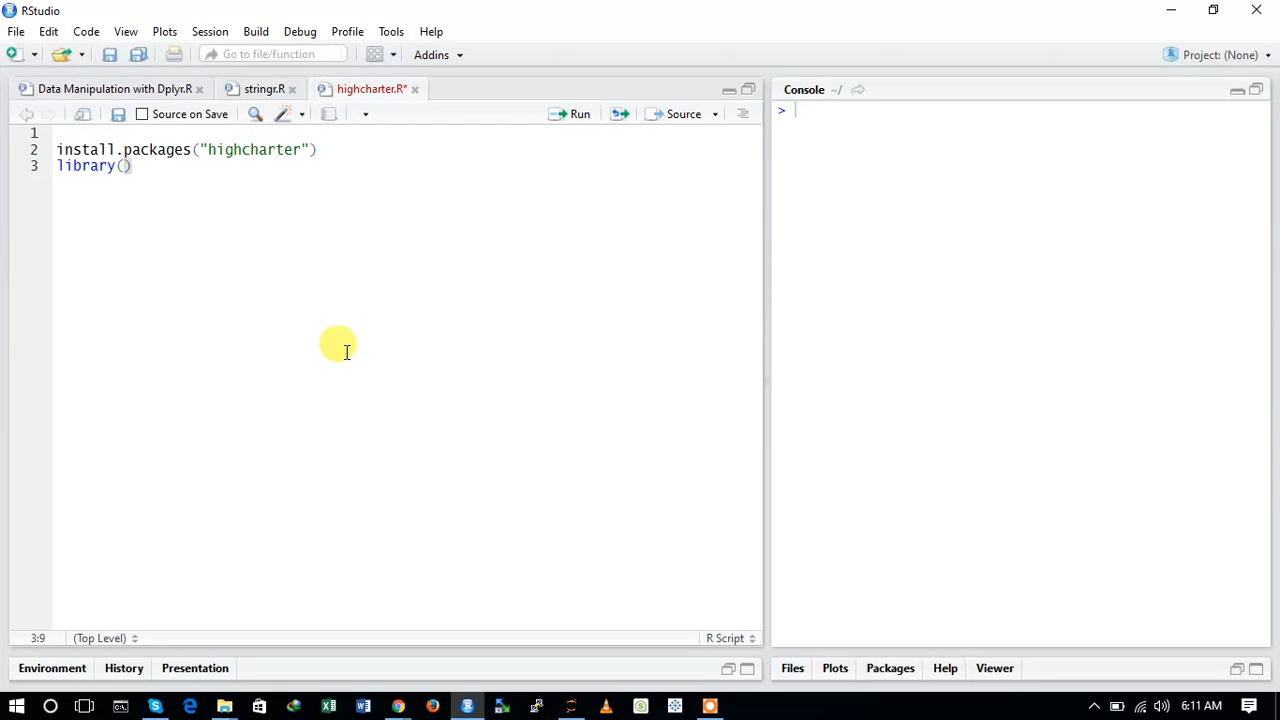 RStudio
File Edit Code View Plots Session Build Debug Profile Tools Help
Go to file/function Addins Project: (None)
Data Manipulation with Dplyr.R stringr.R highcharter.R*
Source on Save Run Source
1
2 install.packages("highcharter")
3 library()
3:9 (Top Level) R Script
Environment History Presentation
Console ~/
>
Files Plots Packages Help Viewer
6:11 AM